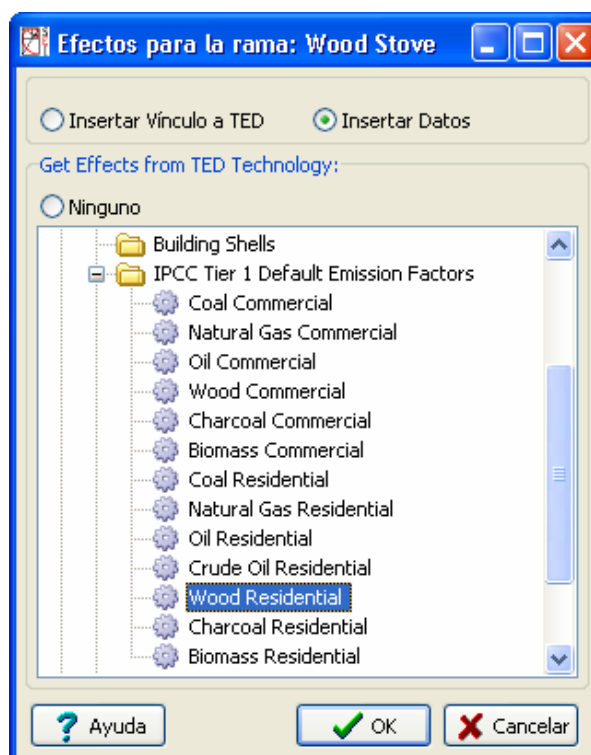 Efectos para la rama: Wood Stove
Insertar Vínculo a TED Insertar Datos
Get Effects from TED Technology:
Ninguno
Building Shells
IPCC Tier 1 Default Emission Factors
Coal Commercial
Natural Gas Commercial
Oil Commercial
Wood Commercial
Charcoal Commercial
Biomass Commercial
Coal Residential
Natural Gas Residential
Oil Residential
Crude Oil Residential
Wood Residential
Charcoal Residential
Biomass Residential
? Ayuda OK Cancelar